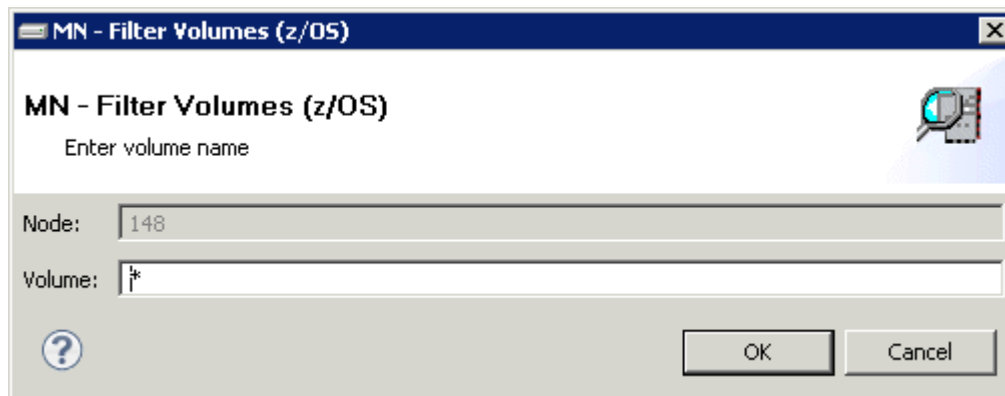 MN - Filter Volumes (z/OS)
MN - Filter Volumes (z/OS)
Enter volume name
Node: 148
Volume: *
? OK Cancel